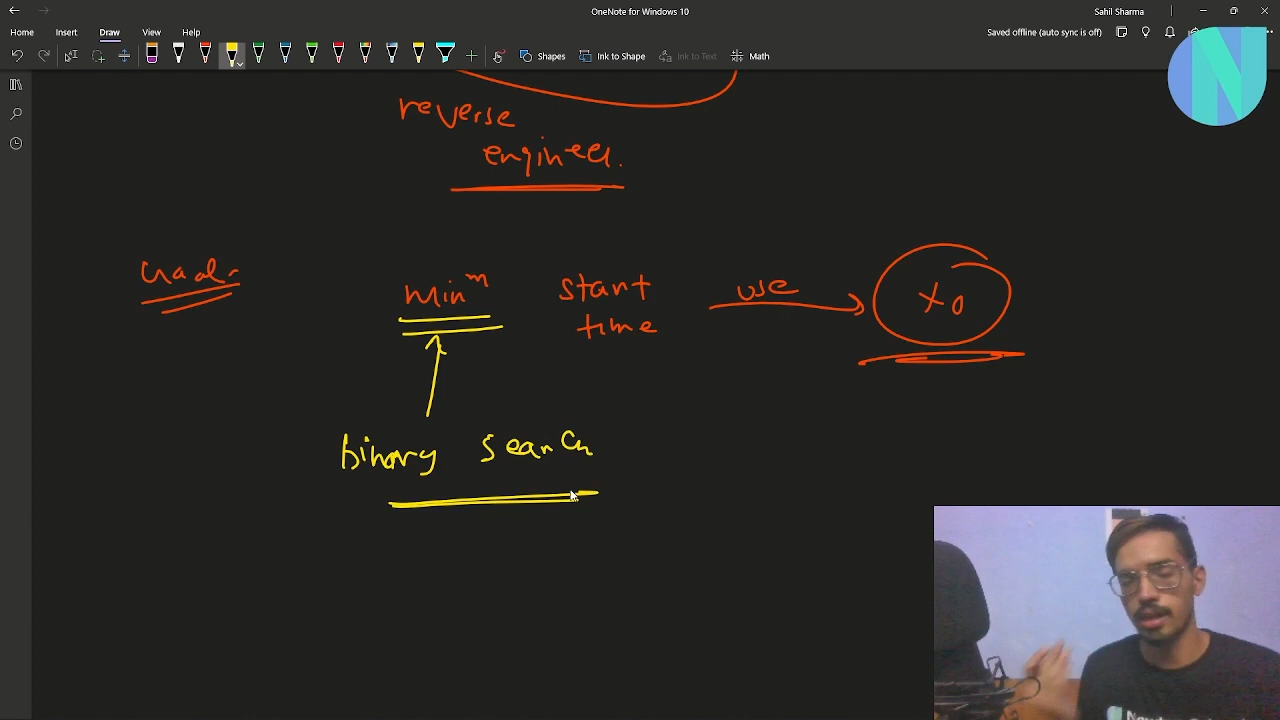 OneNote for Windows 10
Sahil Sharma
Home Insert Draw View Help
Saved offline (auto sync is off)
Shapes Ink to Shape Ink to Text Math
reverse
engineer.
Minᵐ start time use x0
binary search